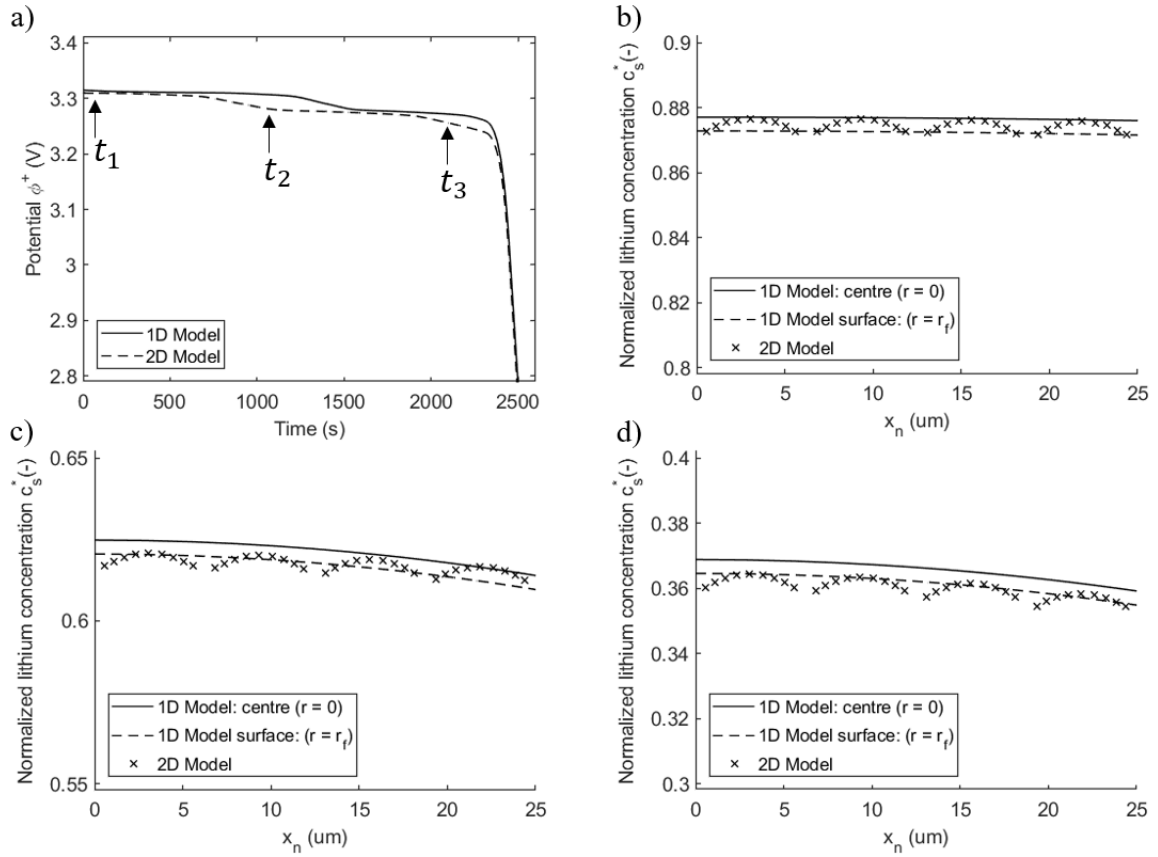 a)
3.4
3.3
3.2
3.1
3
2.9
2.8
Potential ϕ⁺ (V)
t₁
t₂
t₃
1D Model
2D Model
0
500
1000
1500
2000
2500
Time (s)
b)
0.9
0.88
0.86
0.84
0.82
0.8
Normalized lithium concentration c*ₛ(-)
1D Model: centre (r = 0)
1D Model surface: (r = r_f)
2D Model
0
5
10
15
20
25
xₙ (um)
c)
0.65
0.6
0.55
Normalized lithium concentration c*ₛ(-)
1D Model: centre (r = 0)
1D Model surface: (r = r_f)
2D Model
0
5
10
15
20
25
xₙ (um)
d)
0.4
0.38
0.36
0.34
0.32
0.3
Normalized lithium concentration c*ₛ(-)
1D Model: centre (r = 0)
1D Model surface: (r = r_f)
2D Model
0
5
10
15
20
25
xₙ (um)